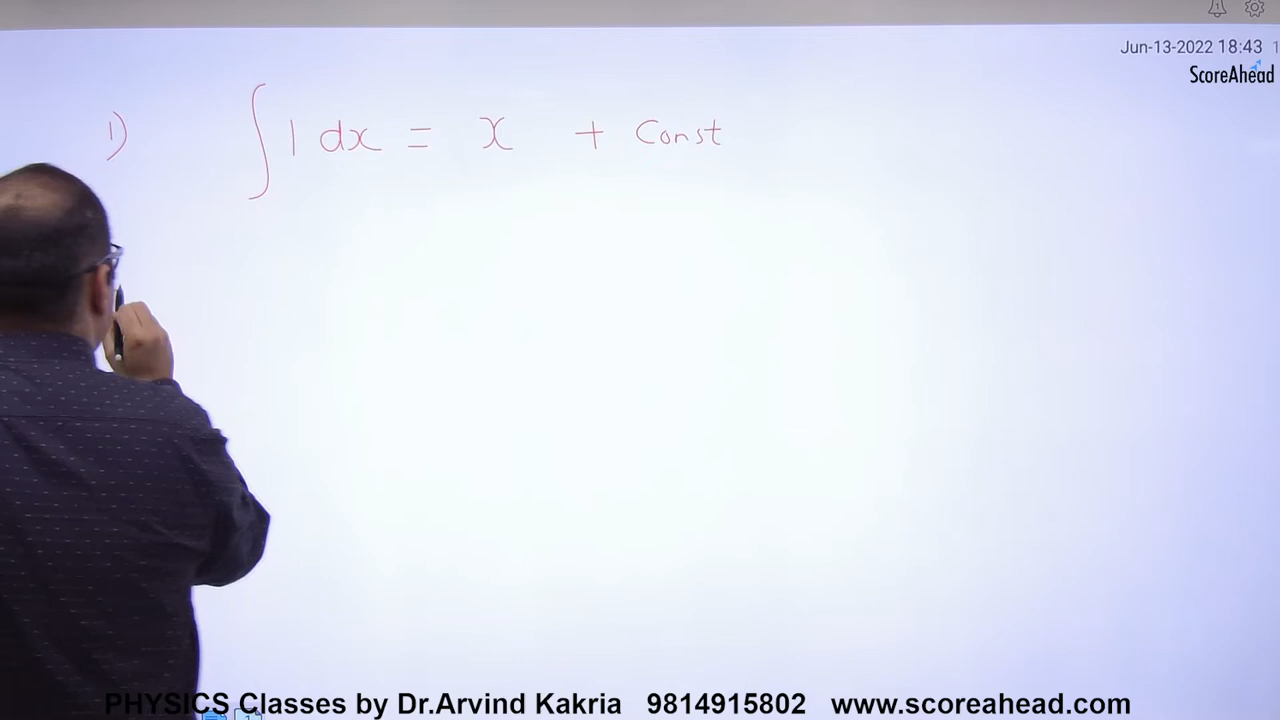 Jun-13-2022 18:43 1
ScoreAhead
1) ∫ 1 dx = x + Const
PHYSICS Classes by Dr.Arvind Kakria 9814915802 www.scoreahead.com
1